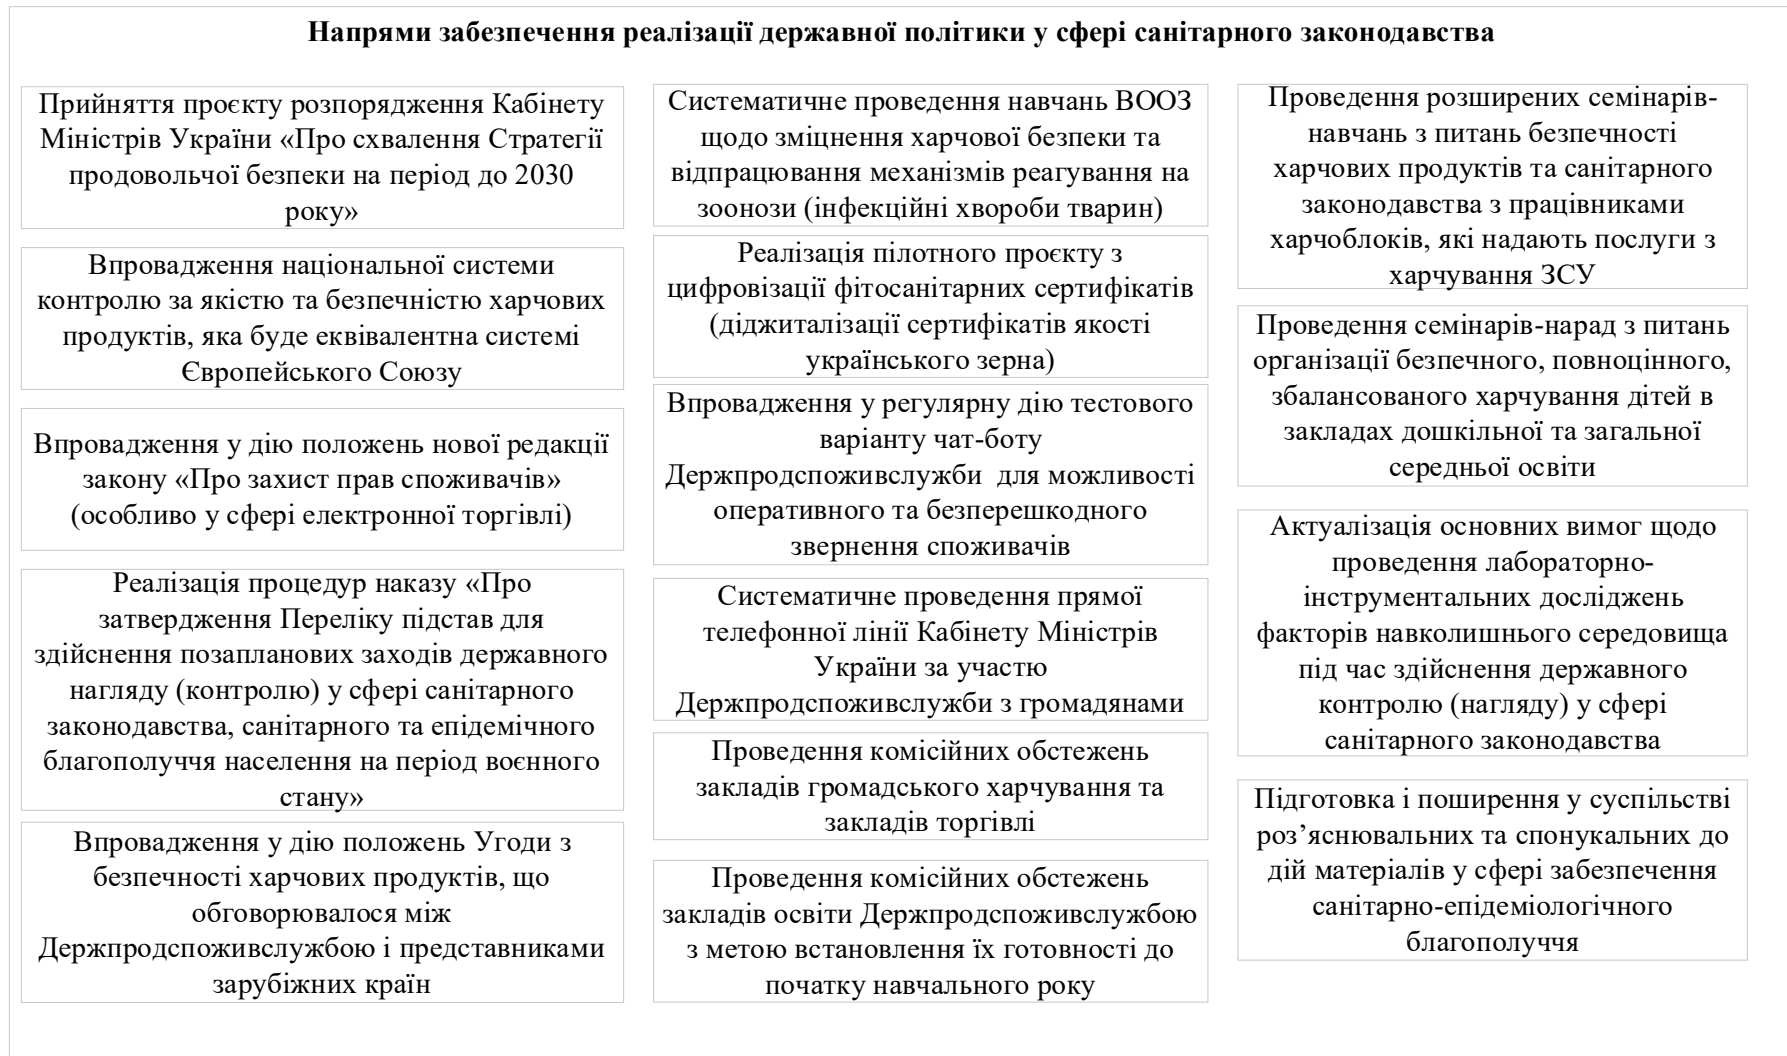 Напрями забезпечення реалізації державної політики у сфері санітарного законодавства
Прийняття проєкту розпорядження Кабінету
Міністрів України «Про схвалення Стратегії
продовольчої безпеки на період до 2030
року»
Впровадження національної системи
контролю за якістю та безпечністю харчових
продуктів, яка буде еквівалентна системі
Європейського Союзу
Впровадження у дію положень нової редакції
закону «Про захист прав споживачів»
(особливо у сфері електронної торгівлі)
Реалізація процедур наказу «Про
затвердження Переліку підстав для
здійснення позапланових заходів державного
нагляду (контролю) у сфері санітарного
законодавства, санітарного та епідемічного
благополуччя населення на період воєнного
стану»
Впровадження у дію положень Угоди з
безпечності харчових продуктів, що
обговорювалося між
Держпродспоживслужбою і представниками
зарубіжних країн
Систематичне проведення навчань ВООЗ
щодо зміцнення харчової безпеки та
відпрацювання механізмів реагування на
зоонози (інфекційні хвороби тварин)
Реалізація пілотного проєкту з
цифровізації фітосанітарних сертифікатів
(діджиталізації сертифікатів якості
українського зерна)
Впровадження у регулярну дію тестового
варіанту чат-боту
Держпродспоживслужби для можливості
оперативного та безперешкодного
звернення споживачів
Систематичне проведення прямої
телефонної лінії Кабінету Міністрів
України за участю
Держпродспоживслужби з громадянами
Проведення комісійних обстежень
закладів громадського харчування та
закладів торгівлі
Проведення комісійних обстежень
закладів освіти Держпродспоживслужбою
з метою встановлення їх готовності до
початку навчального року
Проведення розширених семінарів-
навчань з питань безпечності
харчових продуктів та санітарного
законодавства з працівниками
харчоблоків, які надають послуги з
харчування ЗСУ
Проведення семінарів-нарад з питань
організації безпечного, повноцінного,
збалансованого харчування дітей в
закладах дошкільної та загальної
середньої освіти
Актуалізація основних вимог щодо
проведення лабораторно-
інструментальних досліджень
факторів навколишнього середовища
під час здійснення державного
контролю (нагляду) у сфері
санітарного законодавства
Підготовка і поширення у суспільстві
роз’яснювальних та спонукальних до
дій матеріалів у сфері забезпечення
санітарно-епідеміологічного
благополуччя